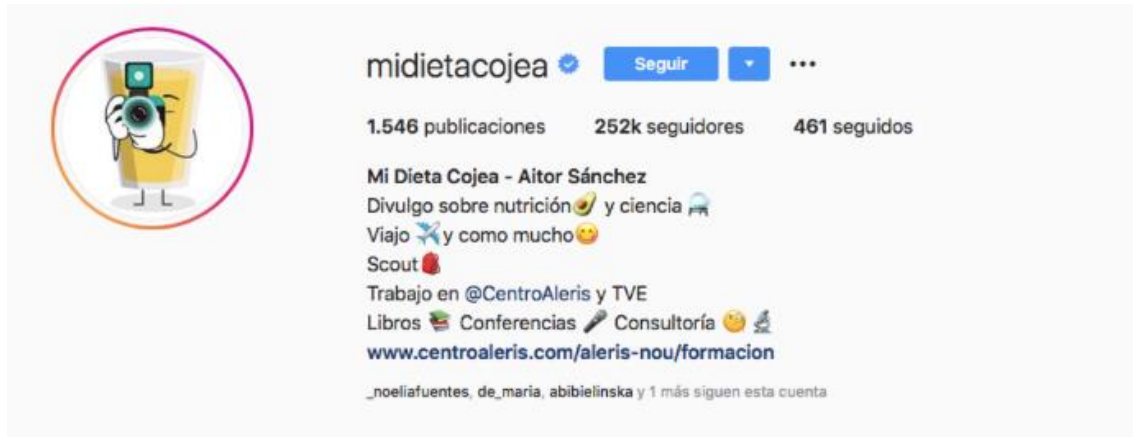 midietacojea Seguir
1.546 publicaciones 252k seguidores 461 seguidos
Mi Dieta Cojea - Aitor Sánchez
Divulgo sobre nutrición🥑 y ciencia ⚗️
Viajo ✈️y como mucho😋
Scout🎒
Trabajo en @CentroAleris y TVE
Libros 📚 Conferencias 🎤 Consultoría 🧐 🔬
www.centroaleris.com/aleris-nou/formacion
_noeliafuentes, de_maria, abibielinska y 1 más siguen esta cuenta